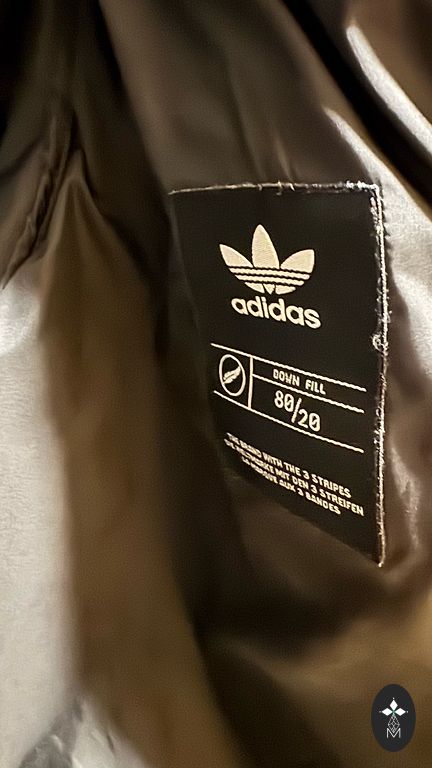 adidas
DOWN FILL
80/20
THE BRAND WITH THE 3 STRIPES
DIE WELTMARKE MIT DEN 3 STREIFEN
LA MARQUE AUX 3 BANDES
M